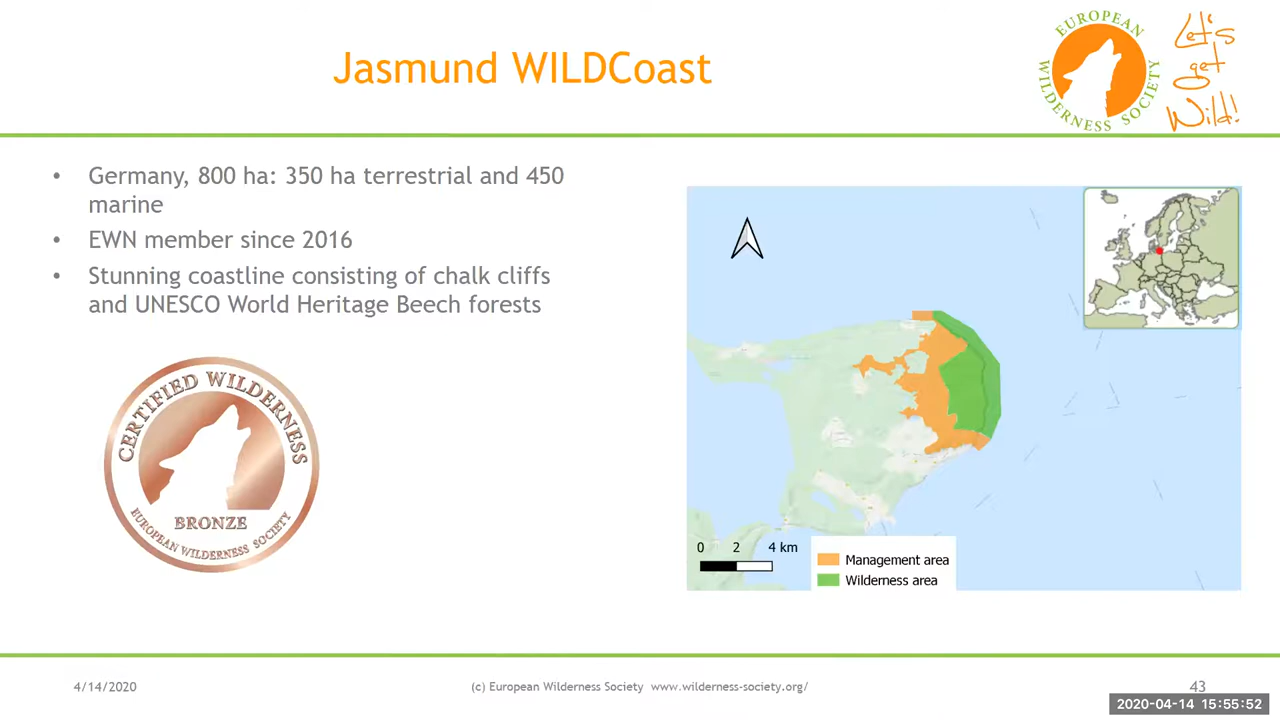 Jasmund WILDCoast
EUROPEAN
WILDERNESS SOCIETY
Let's
get
Wild!
• Germany, 800 ha: 350 ha terrestrial and 450
marine
• EWN member since 2016
• Stunning coastline consisting of chalk cliffs
and UNESCO World Heritage Beech forests
CERTIFIED WILDERNESS
BRONZE
EUROPEAN WILDERNESS SOCIETY
0 2 4 km
Management area
Wilderness area
4/14/2020
(c) European Wilderness Society www.wilderness-society.org/
43
2020-04-14 15:55:52